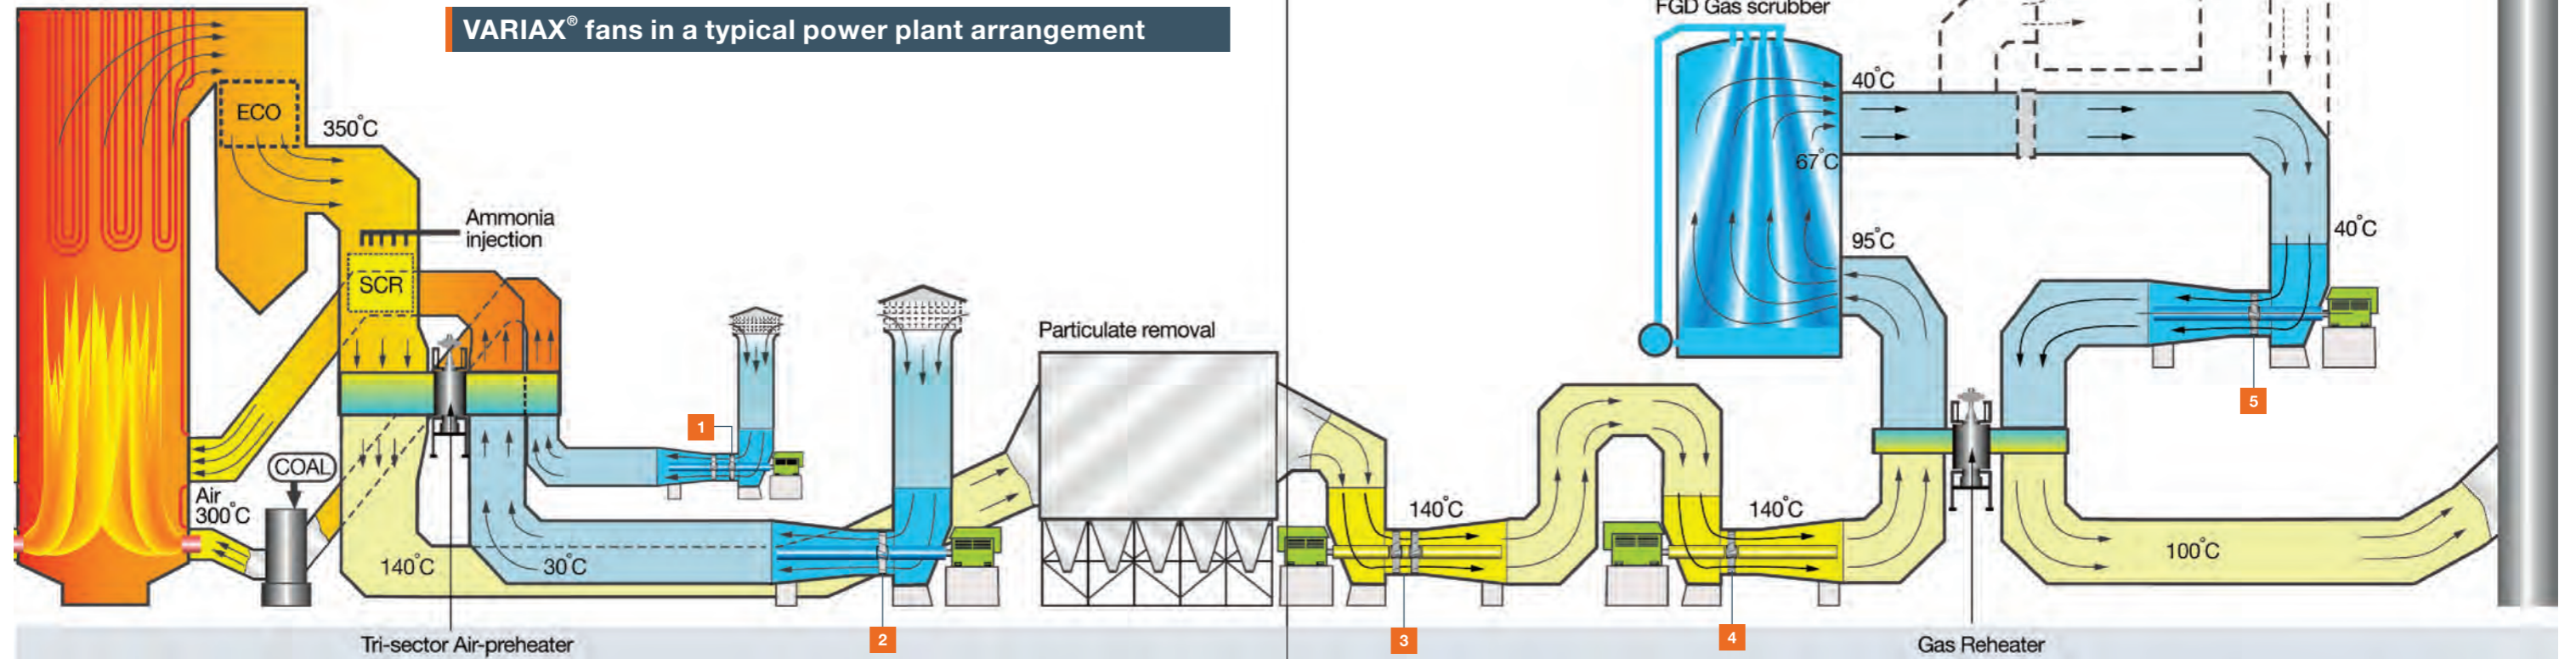 VARIAX® fans in a typical power plant arrangement
FGD Gas scrubber
ECO
350°C
40°C
67°C
Ammonia
injection
SCR
95°C
40°C
Particulate removal
1
5
COAL
Air
300°C
140°C
140°C
140°C
30°C
100°C
2
3
4
Tri-sector Air-preheater
Gas Reheater